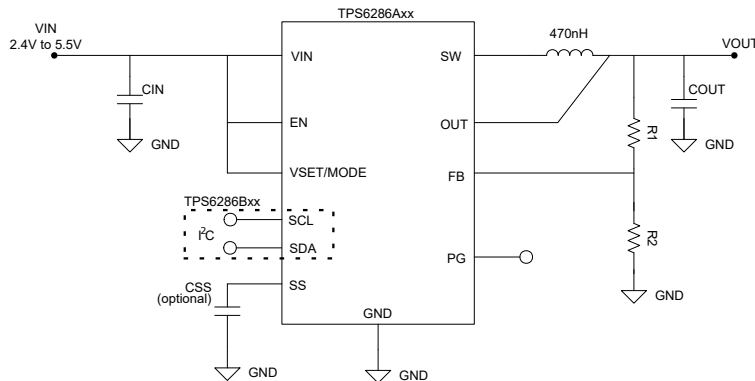 TPS6286Axx
VIN
2.4V to 5.5V
470nH
VOUT
VIN
SW
CIN
COUT
GND
EN
OUT
R1
GND
VSET/MODE
FB
TPS6286Bxx
SCL
I²C
SDA
R2
PG
CSS
(optional)
SS
GND
GND
GND
GND